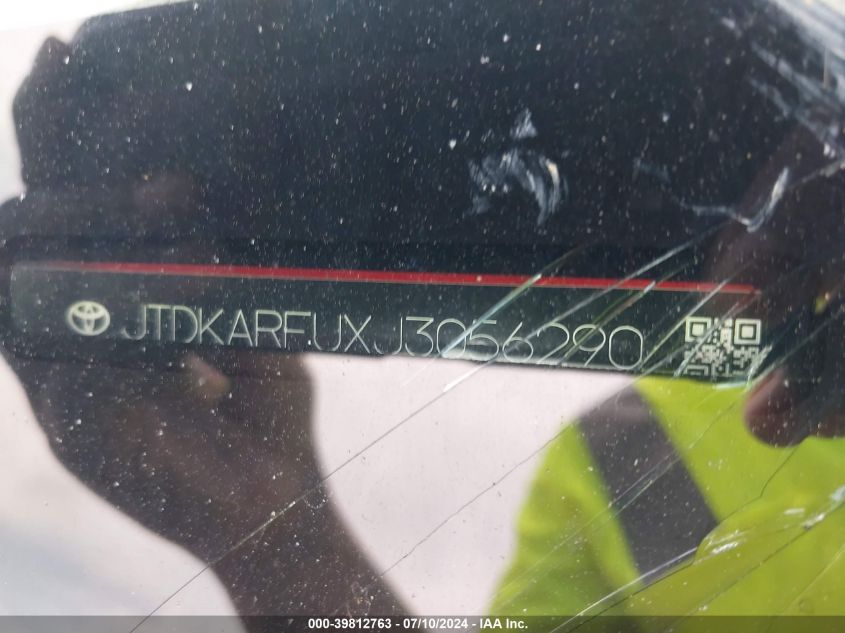 JTDKARFUXJ3056290
000-39812763 - 07/10/2024 - IAA Inc.